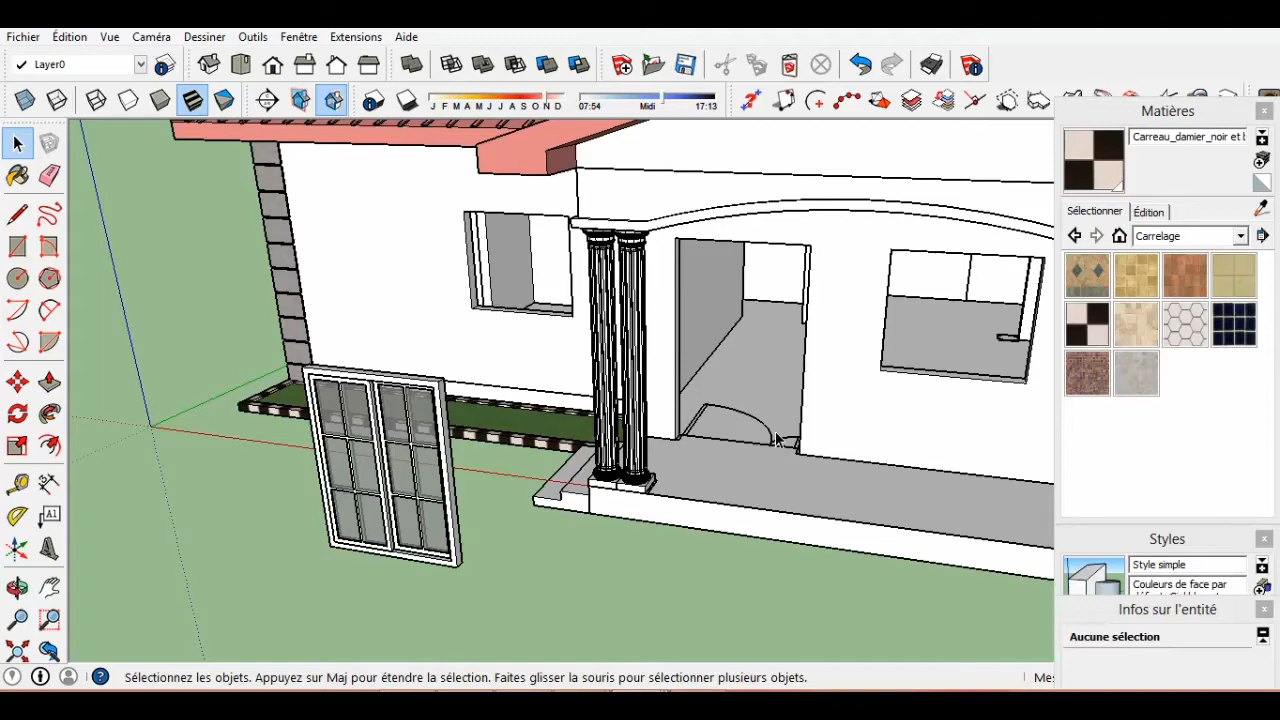 Fichier Édition Vue Caméra Dessiner Outils Fenêtre Extensions Aide
Layer0
J F M A M J J A S O N D
07:54 Midi 17:13
Matières
Carreau_damier_noir et b
Sélectionner Édition
Carrelage
A1
Styles
Style simple
Couleurs de face par
Infos sur l'entité
Aucune sélection
Sélectionnez les objets. Appuyez sur Maj pour étendre la sélection. Faites glisser la souris pour sélectionner plusieurs objets.
Mes